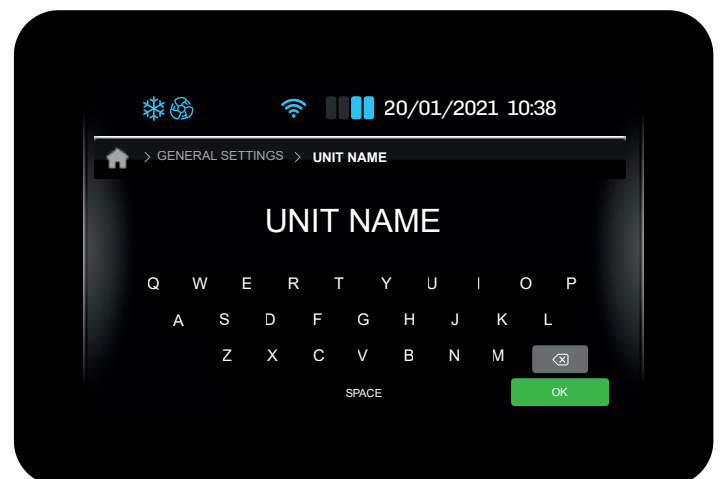 20/01/2021 10:38
> GENERAL SETTINGS > UNIT NAME
UNIT NAME
Q W E R T Y U I O P
A S D F G H J K L
Z X C V B N M
SPACE OK